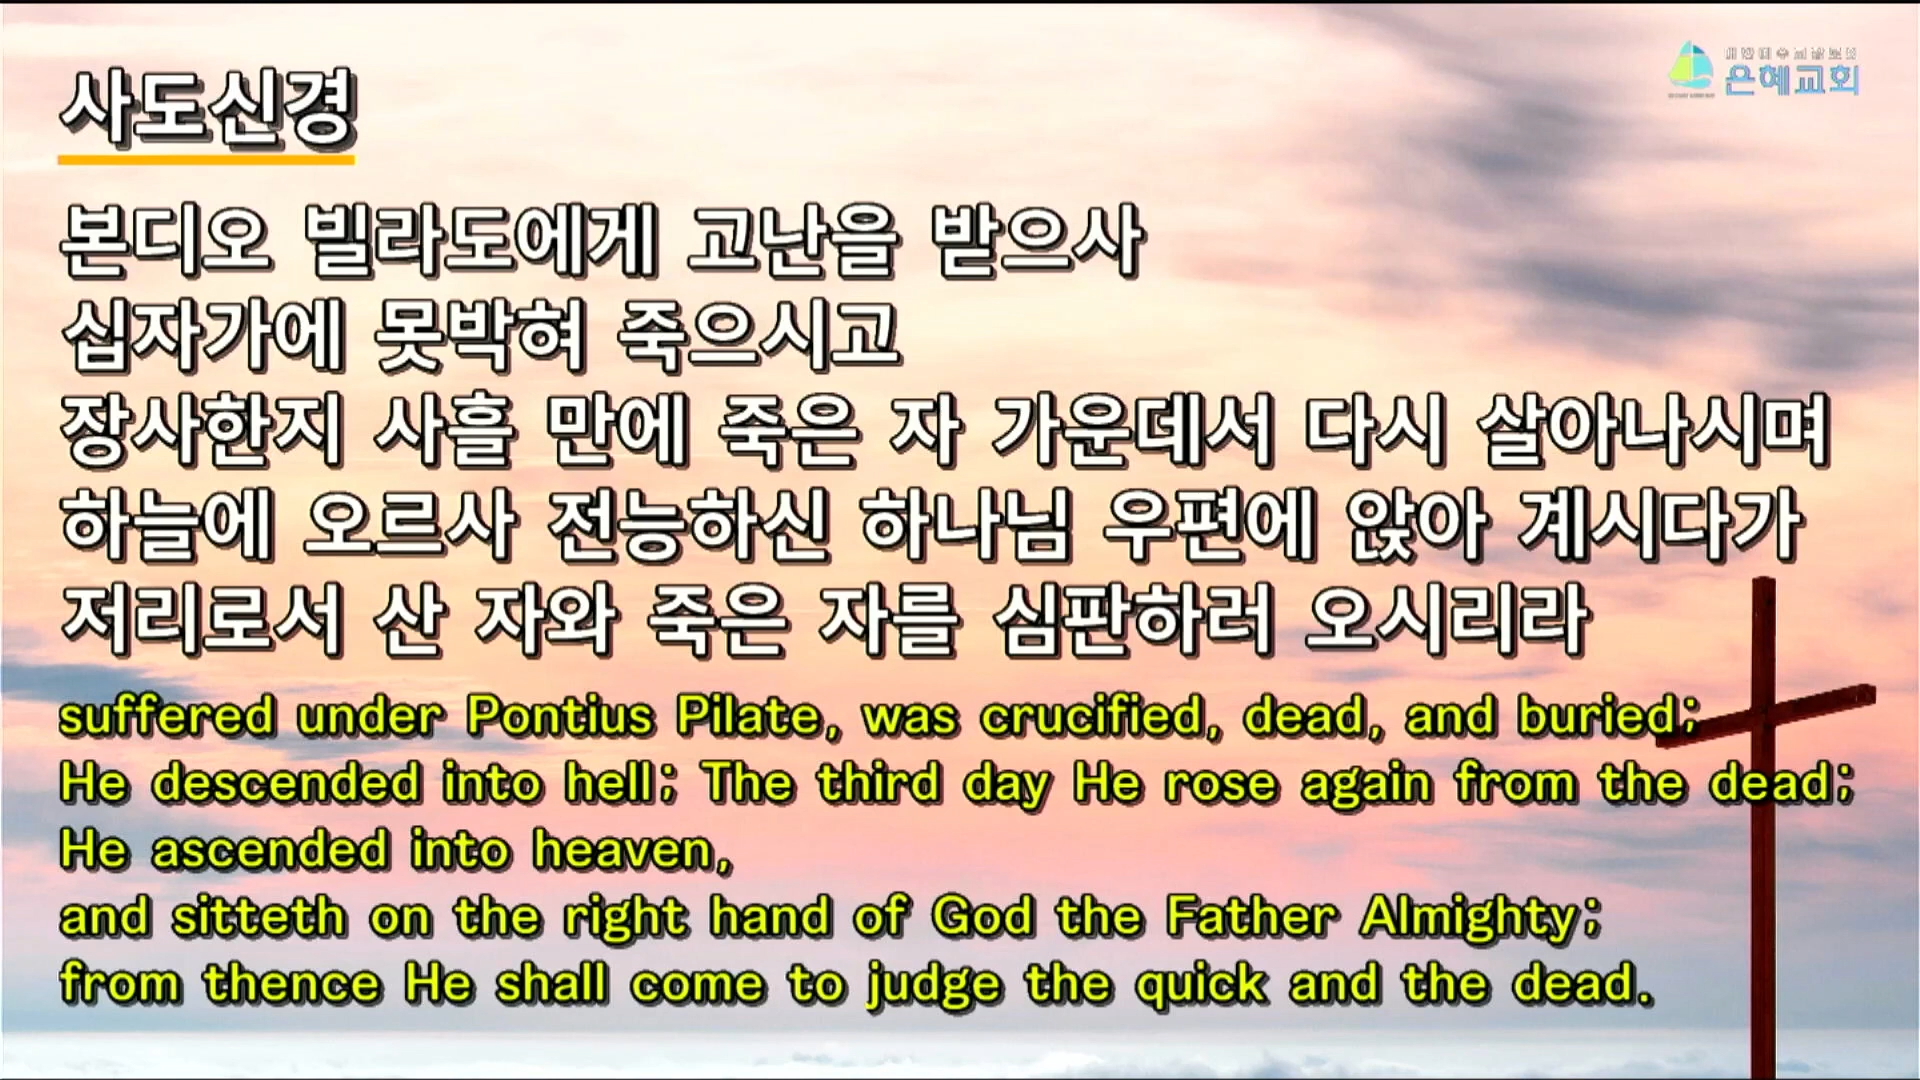 은혜교회
사도신경
본디오 빌라도에게 고난을 받으사
십자가에 못박혀 죽으시고
장사한지 사흘 만에 죽은 자 가운데서 다시 살아나시며
하늘에 오르사 전능하신 하나님 우편에 앉아 계시다가
저리로서 산 자와 죽은 자를 심판하러 오시리라
suffered under Pontius Pilate, was crucified, dead, and buried;
He descended into hell; The third day He rose again from the dead;
He ascended into heaven,
and sitteth on the right hand of God the Father Almighty;
from thence He shall come to judge the quick and the dead.